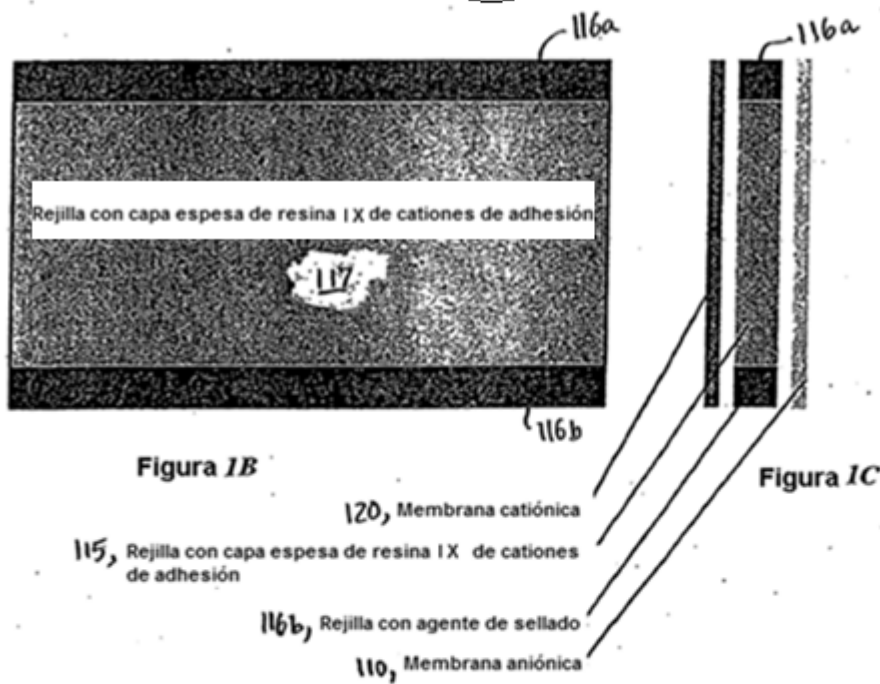 116a
116a
Rejilla con capa espesa de resina IX de cationes de adhesión
117
116b
Figura 1B
Figura 1C
120, Membrana catiónica
115, Rejilla con capa espesa de resina IX de cationes
de adhesión
116b, Rejilla con agente de sellado
110, Membrana aniónica